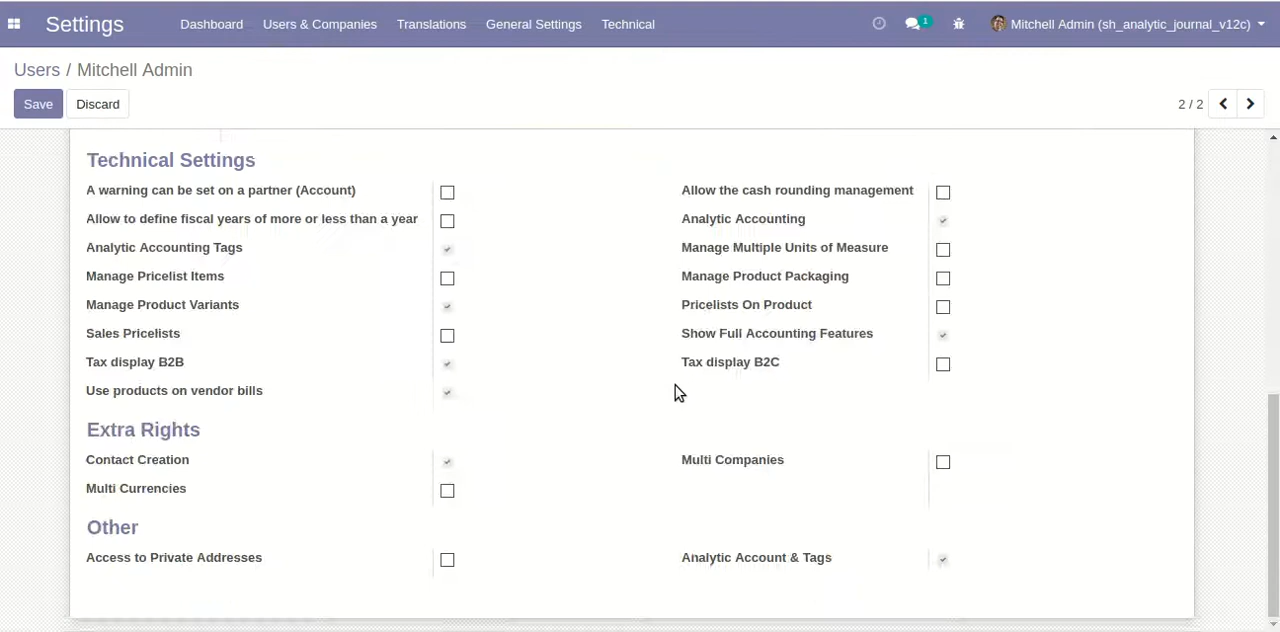 Settings Dashboard Users & Companies Translations General Settings Technical 1 Mitchell Admin (sh_analytic_journal_v12c)
Users / Mitchell Admin
Save Discard 2 / 2
Technical Settings
A warning can be set on a partner (Account) Allow the cash rounding management
Allow to define fiscal years of more or less than a year Analytic Accounting
Analytic Accounting Tags Manage Multiple Units of Measure
Manage Pricelist Items Manage Product Packaging
Manage Product Variants Pricelists On Product
Sales Pricelists Show Full Accounting Features
Tax display B2B Tax display B2C
Use products on vendor bills
Extra Rights
Contact Creation Multi Companies
Multi Currencies
Other
Access to Private Addresses Analytic Account & Tags